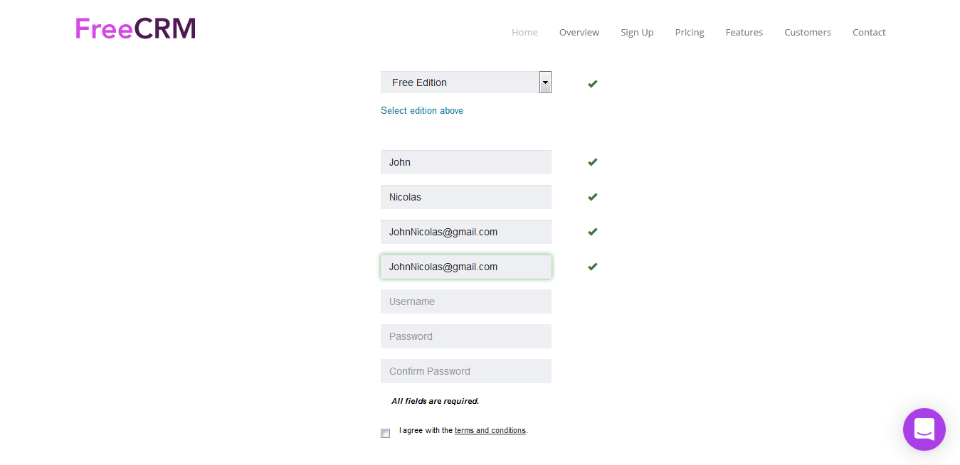 FreeCRM
Home Overview Sign Up Pricing Features Customers Contact
Free Edition
Select edition above
John
Nicolas
JohnNicolas@gmail.com
JohnNicolas@gmail.com
Username
Password
Confirm Password
All fields are required.
I agree with the terms and conditions.